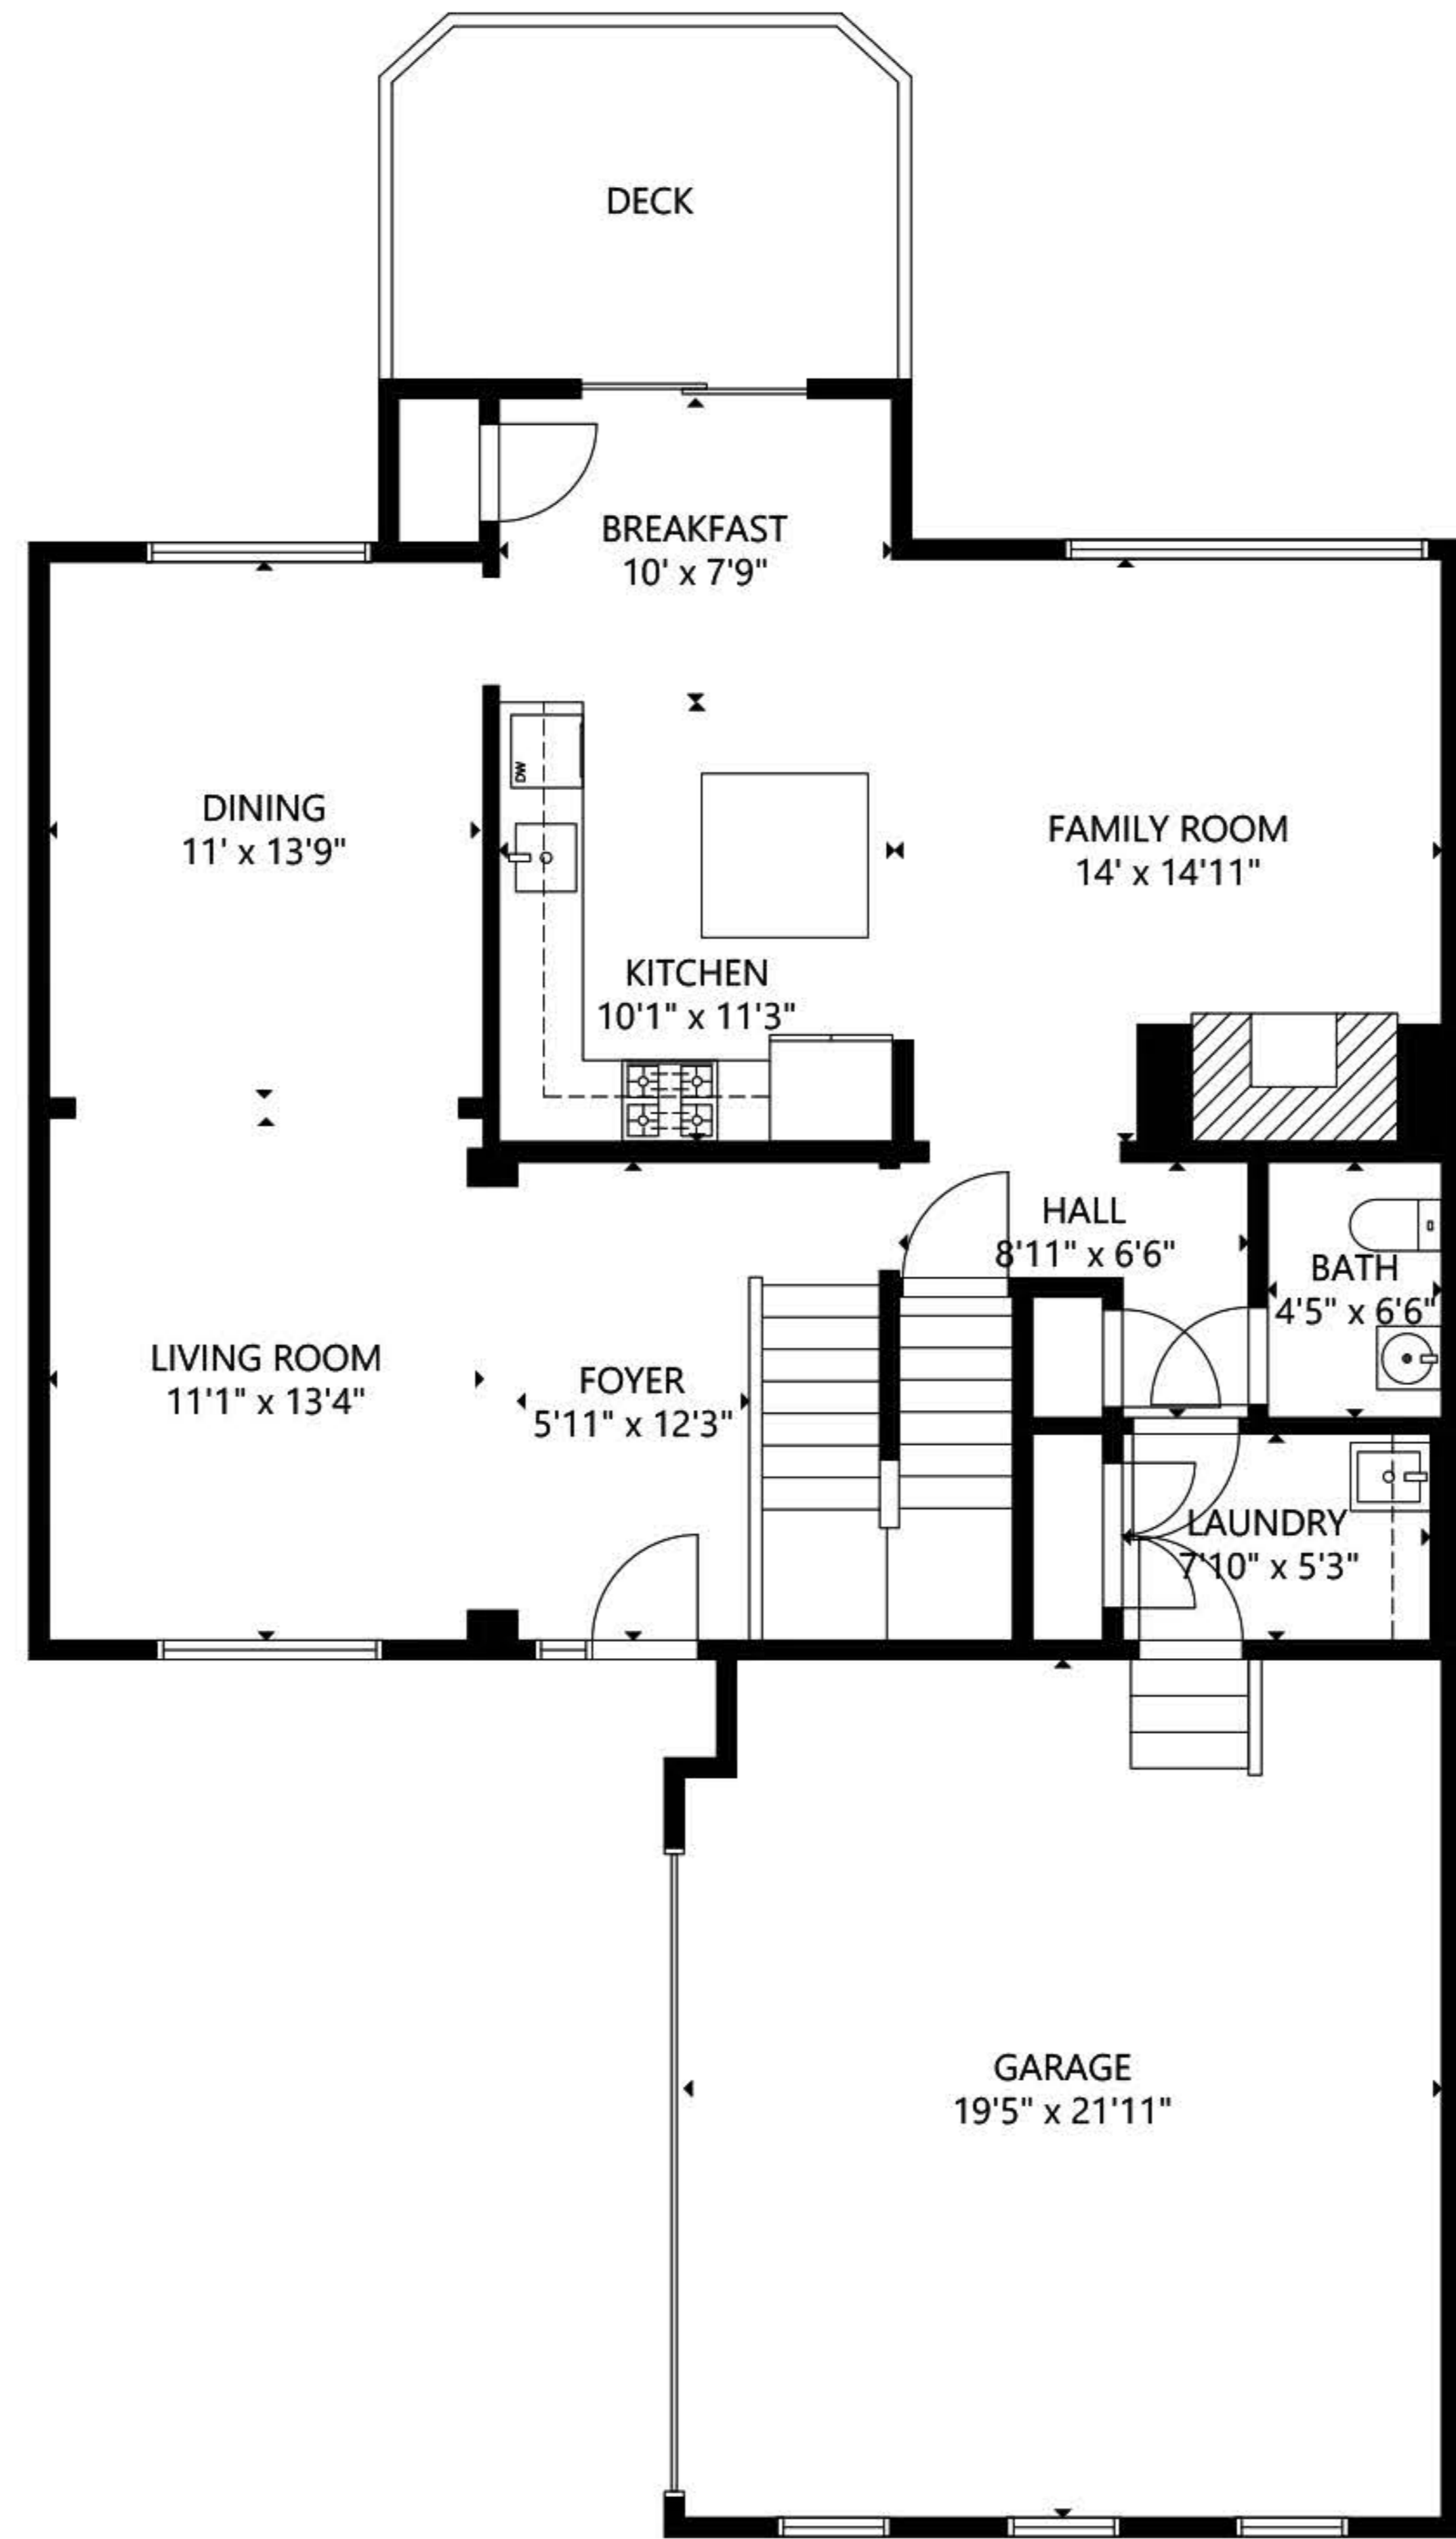 DECK
BREAKFAST
10' x 7'9"
DINING
11' x 13'9"
DW
FAMILY ROOM
14' x 14'11"
KITCHEN
10'1" x 11'3"
HALL
8'11" x 6'6"
BATH
4'5" x 6'6"
LIVING ROOM
11'1" x 13'4"
FOYER
5'11" x 12'3"
LAUNDRY
7'10" x 5'3"
GARAGE
19'5" x 21'11"